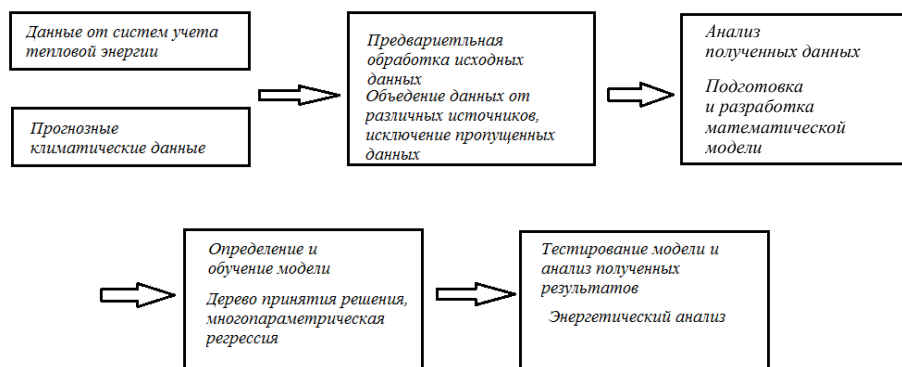 Данные от систем учета
тепловой энергии
Прогнозные
климатические данные
Предвариетльная
обработка исходных
данных
Объедение данных от
различных источников,
исключение пропущенных
данных
Анализ
полученных данных
Подготовка
и разработка
математической
модели
Определение и
обучение модели
Дерево принятия решения,
многопараметрическая
регрессия
Тестирование модели и
анализ полученных
результатов
Энергетический анализ